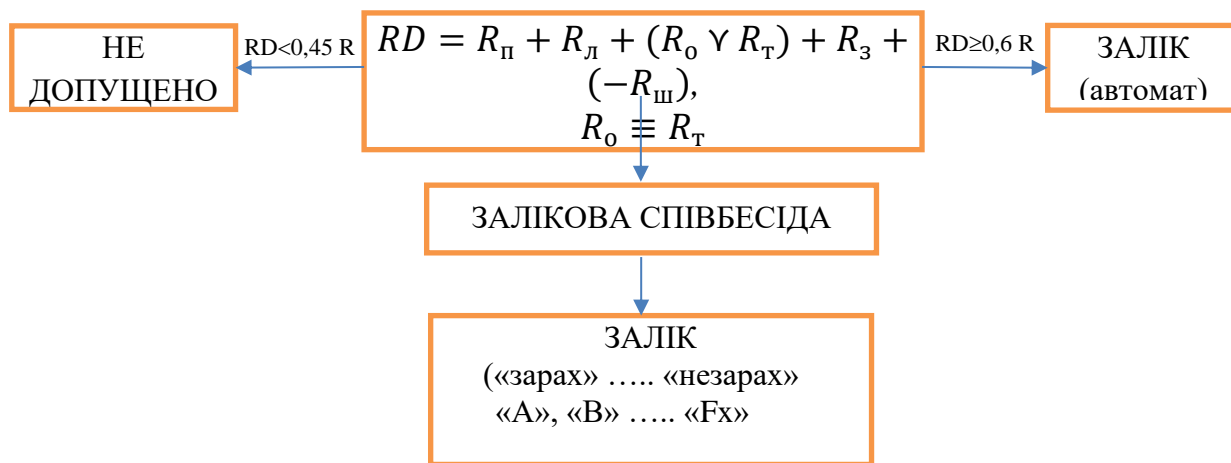 НЕ
ДОПУЩЕНО
RD<0,45 R
RD = Rп + Rл + (Rо ⋎ Rт) + Rз +
(−Rш),
Rо ≡ Rт
RD≥0,6 R
ЗАЛІК
(автомат)
ЗАЛІКОВА СПІВБЕСІДА
ЗАЛІК
(«зарах» ….. «незарах»
«А», «В» ….. «Fx»